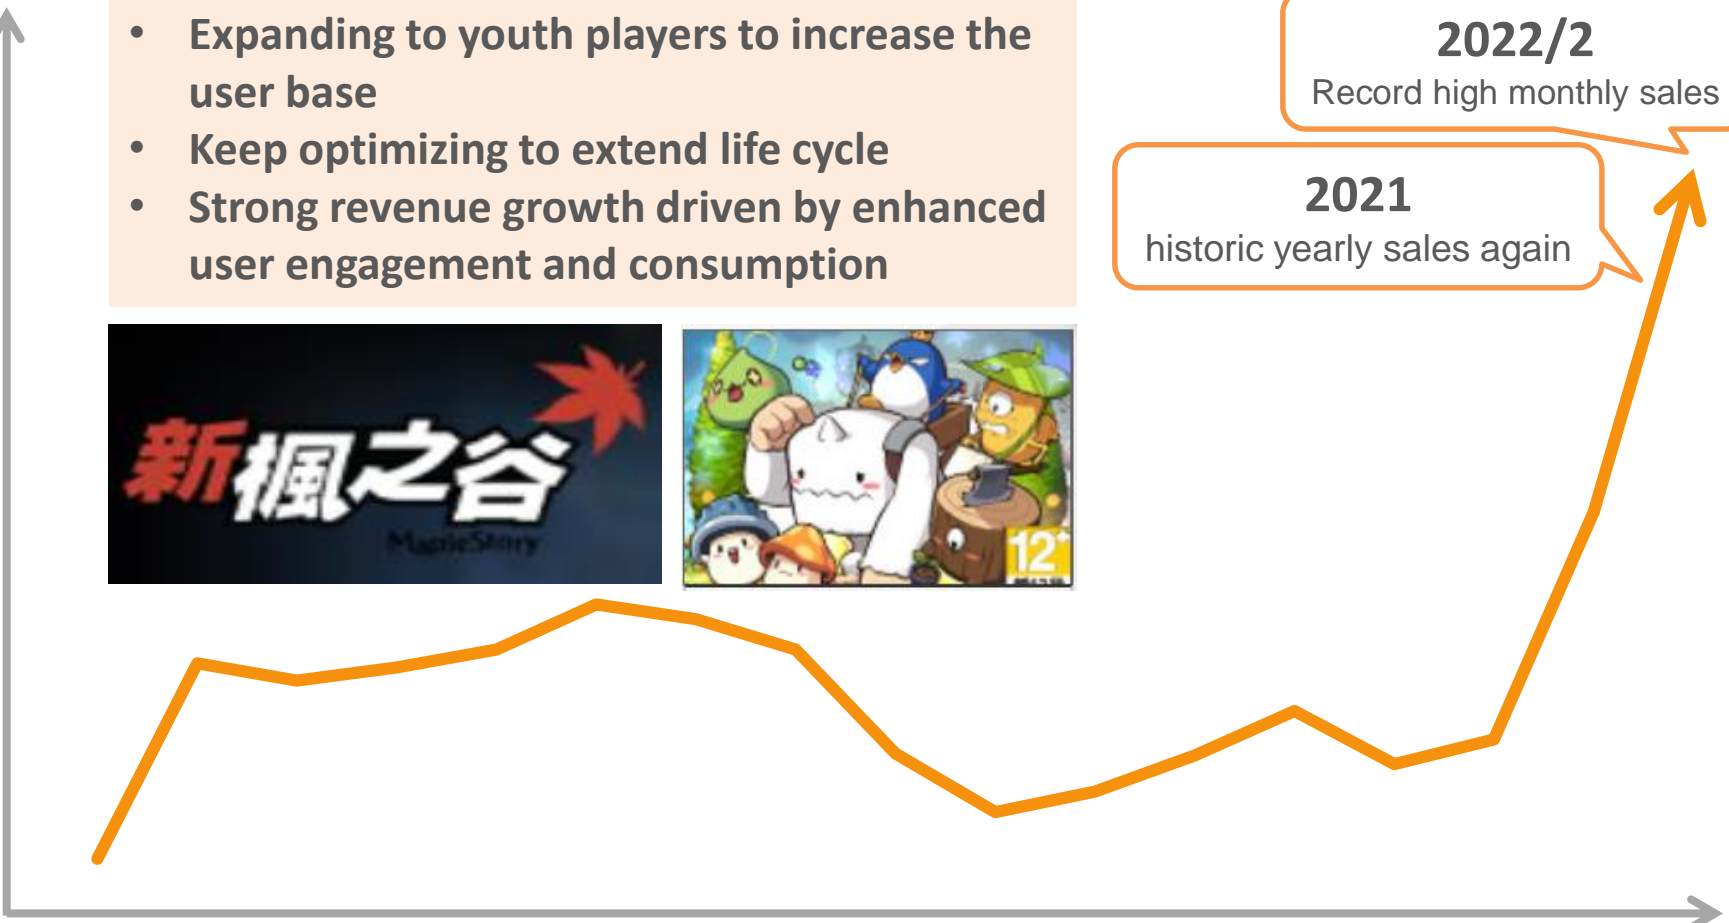 • Expanding to youth players to increase the
user base
• Keep optimizing to extend life cycle
• Strong revenue growth driven by enhanced
user engagement and consumption
2022/2
Record high monthly sales
2021
historic yearly sales again
新楓之谷
MapleStory
12+